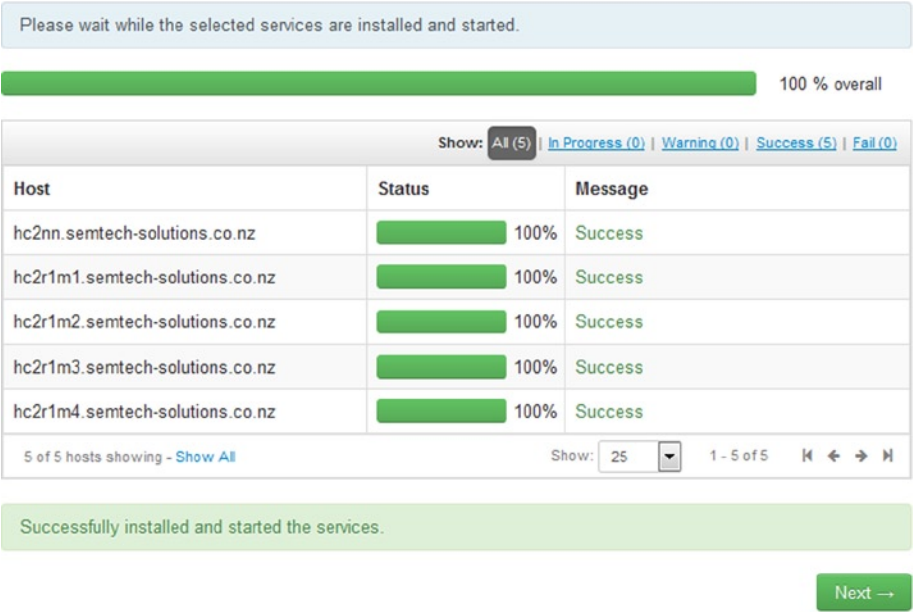 Please wait while the selected services are installed and started.
100 % overall
Show: All (5) | In Progress (0) | Warning (0) | Success (5) | Fail (0)
Host Status Message
hc2nn.semtech-solutions.co.nz 100% Success
hc2r1m1.semtech-solutions.co.nz 100% Success
hc2r1m2.semtech-solutions.co.nz 100% Success
hc2r1m3.semtech-solutions.co.nz 100% Success
hc2r1m4.semtech-solutions.co.nz 100% Success
5 of 5 hosts showing - Show All Show: 25 1 - 5 of 5
Successfully installed and started the services.
Next →